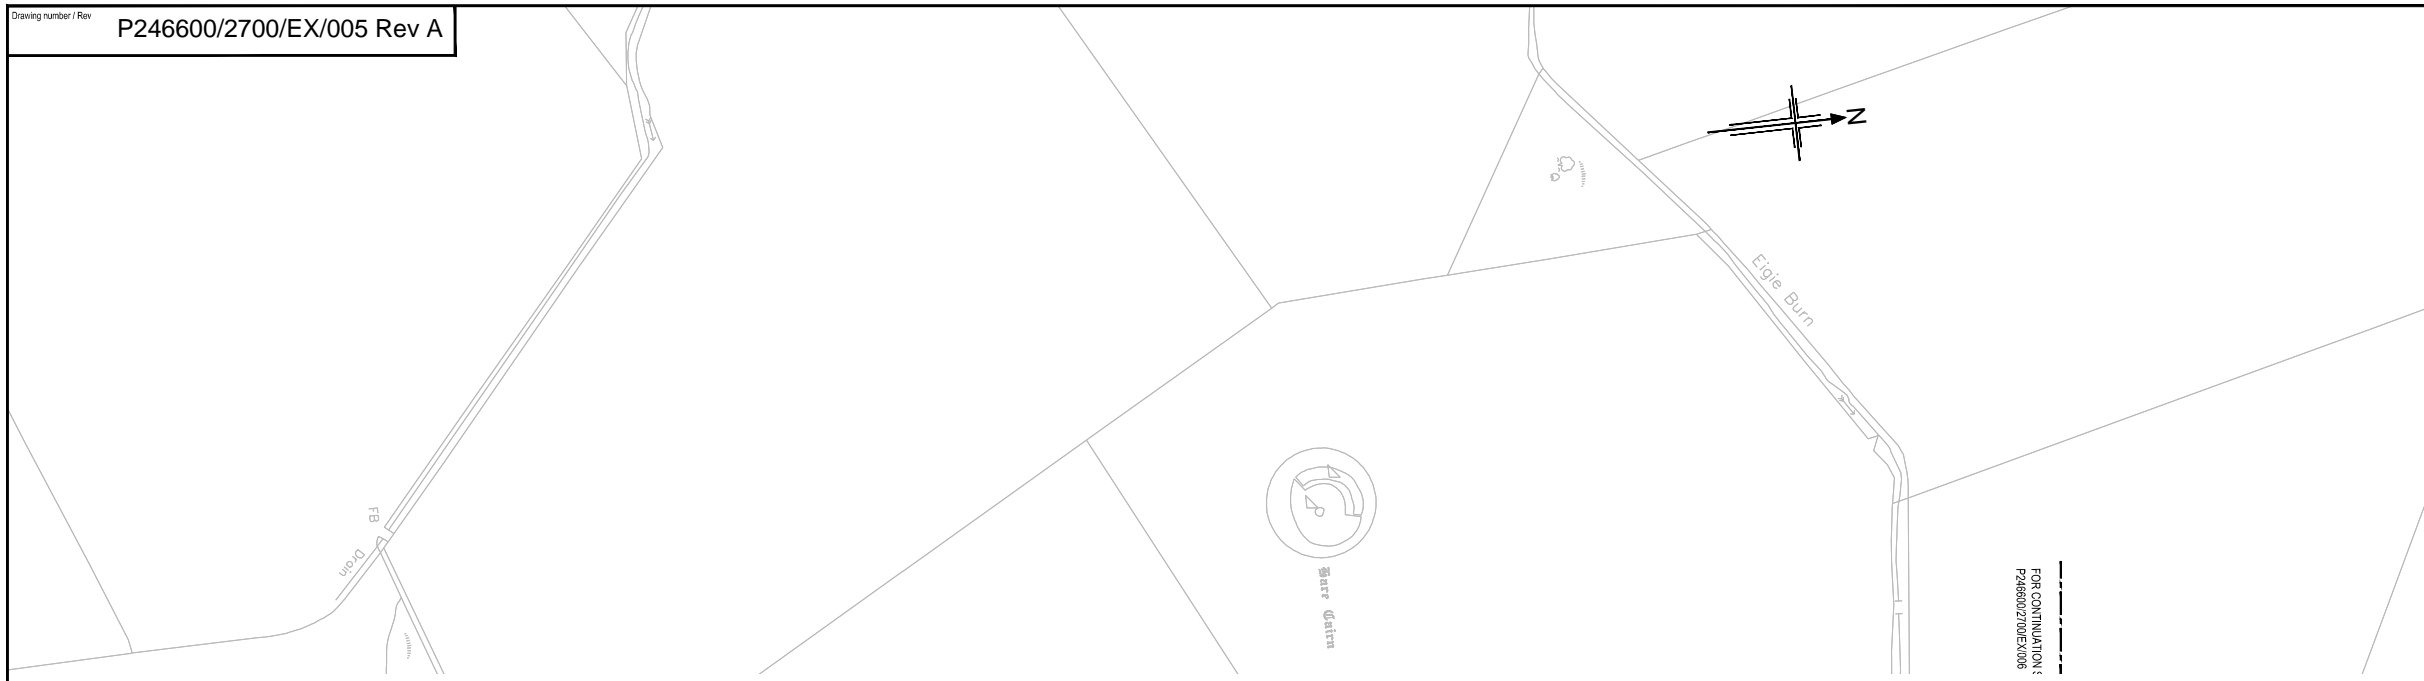 Drawing number / Rev
P246600/2700/EX/005 Rev A
N
Eigie Burn
FB
Drain
Hare Cairn
FOR CONTINUATION S
P246600/2700/EX/006